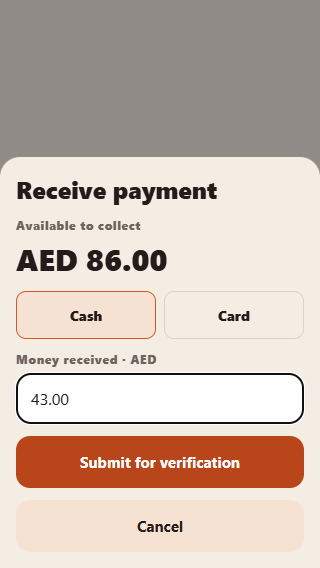 Receive payment
Available to collect
AED 86.00
Cash
Card
Money received · AED
43.00
Submit for verification
Cancel